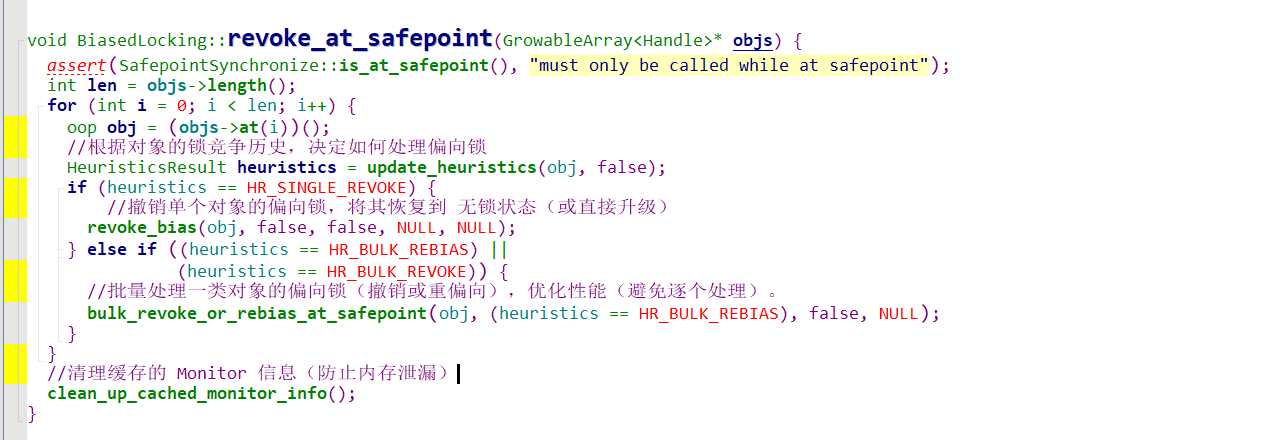 void BiasedLocking::revoke_at_safepoint(GrowableArray<Handle>* objs) {
  assert(SafepointSynchronize::is_at_safepoint(), "must only be called while at safepoint");
  int len = objs->length();
  for (int i = 0; i < len; i++) {
    oop obj = (objs->at(i))();
    //根据对象的锁竞争历史，决定如何处理偏向锁
    HeuristicsResult heuristics = update_heuristics(obj, false);
    if (heuristics == HR_SINGLE_REVOKE) {
        //撤销单个对象的偏向锁，将其恢复到 无锁状态（或直接升级）
      revoke_bias(obj, false, false, NULL, NULL);
    } else if ((heuristics == HR_BULK_REBIAS) ||
               (heuristics == HR_BULK_REVOKE)) {
      //批量处理一类对象的偏向锁（撤销或重偏向），优化性能（避免逐个处理）。
      bulk_revoke_or_rebias_at_safepoint(obj, (heuristics == HR_BULK_REBIAS), false, NULL);
    }
  }
  //清理缓存的 Monitor 信息（防止内存泄漏）
  clean_up_cached_monitor_info();
}